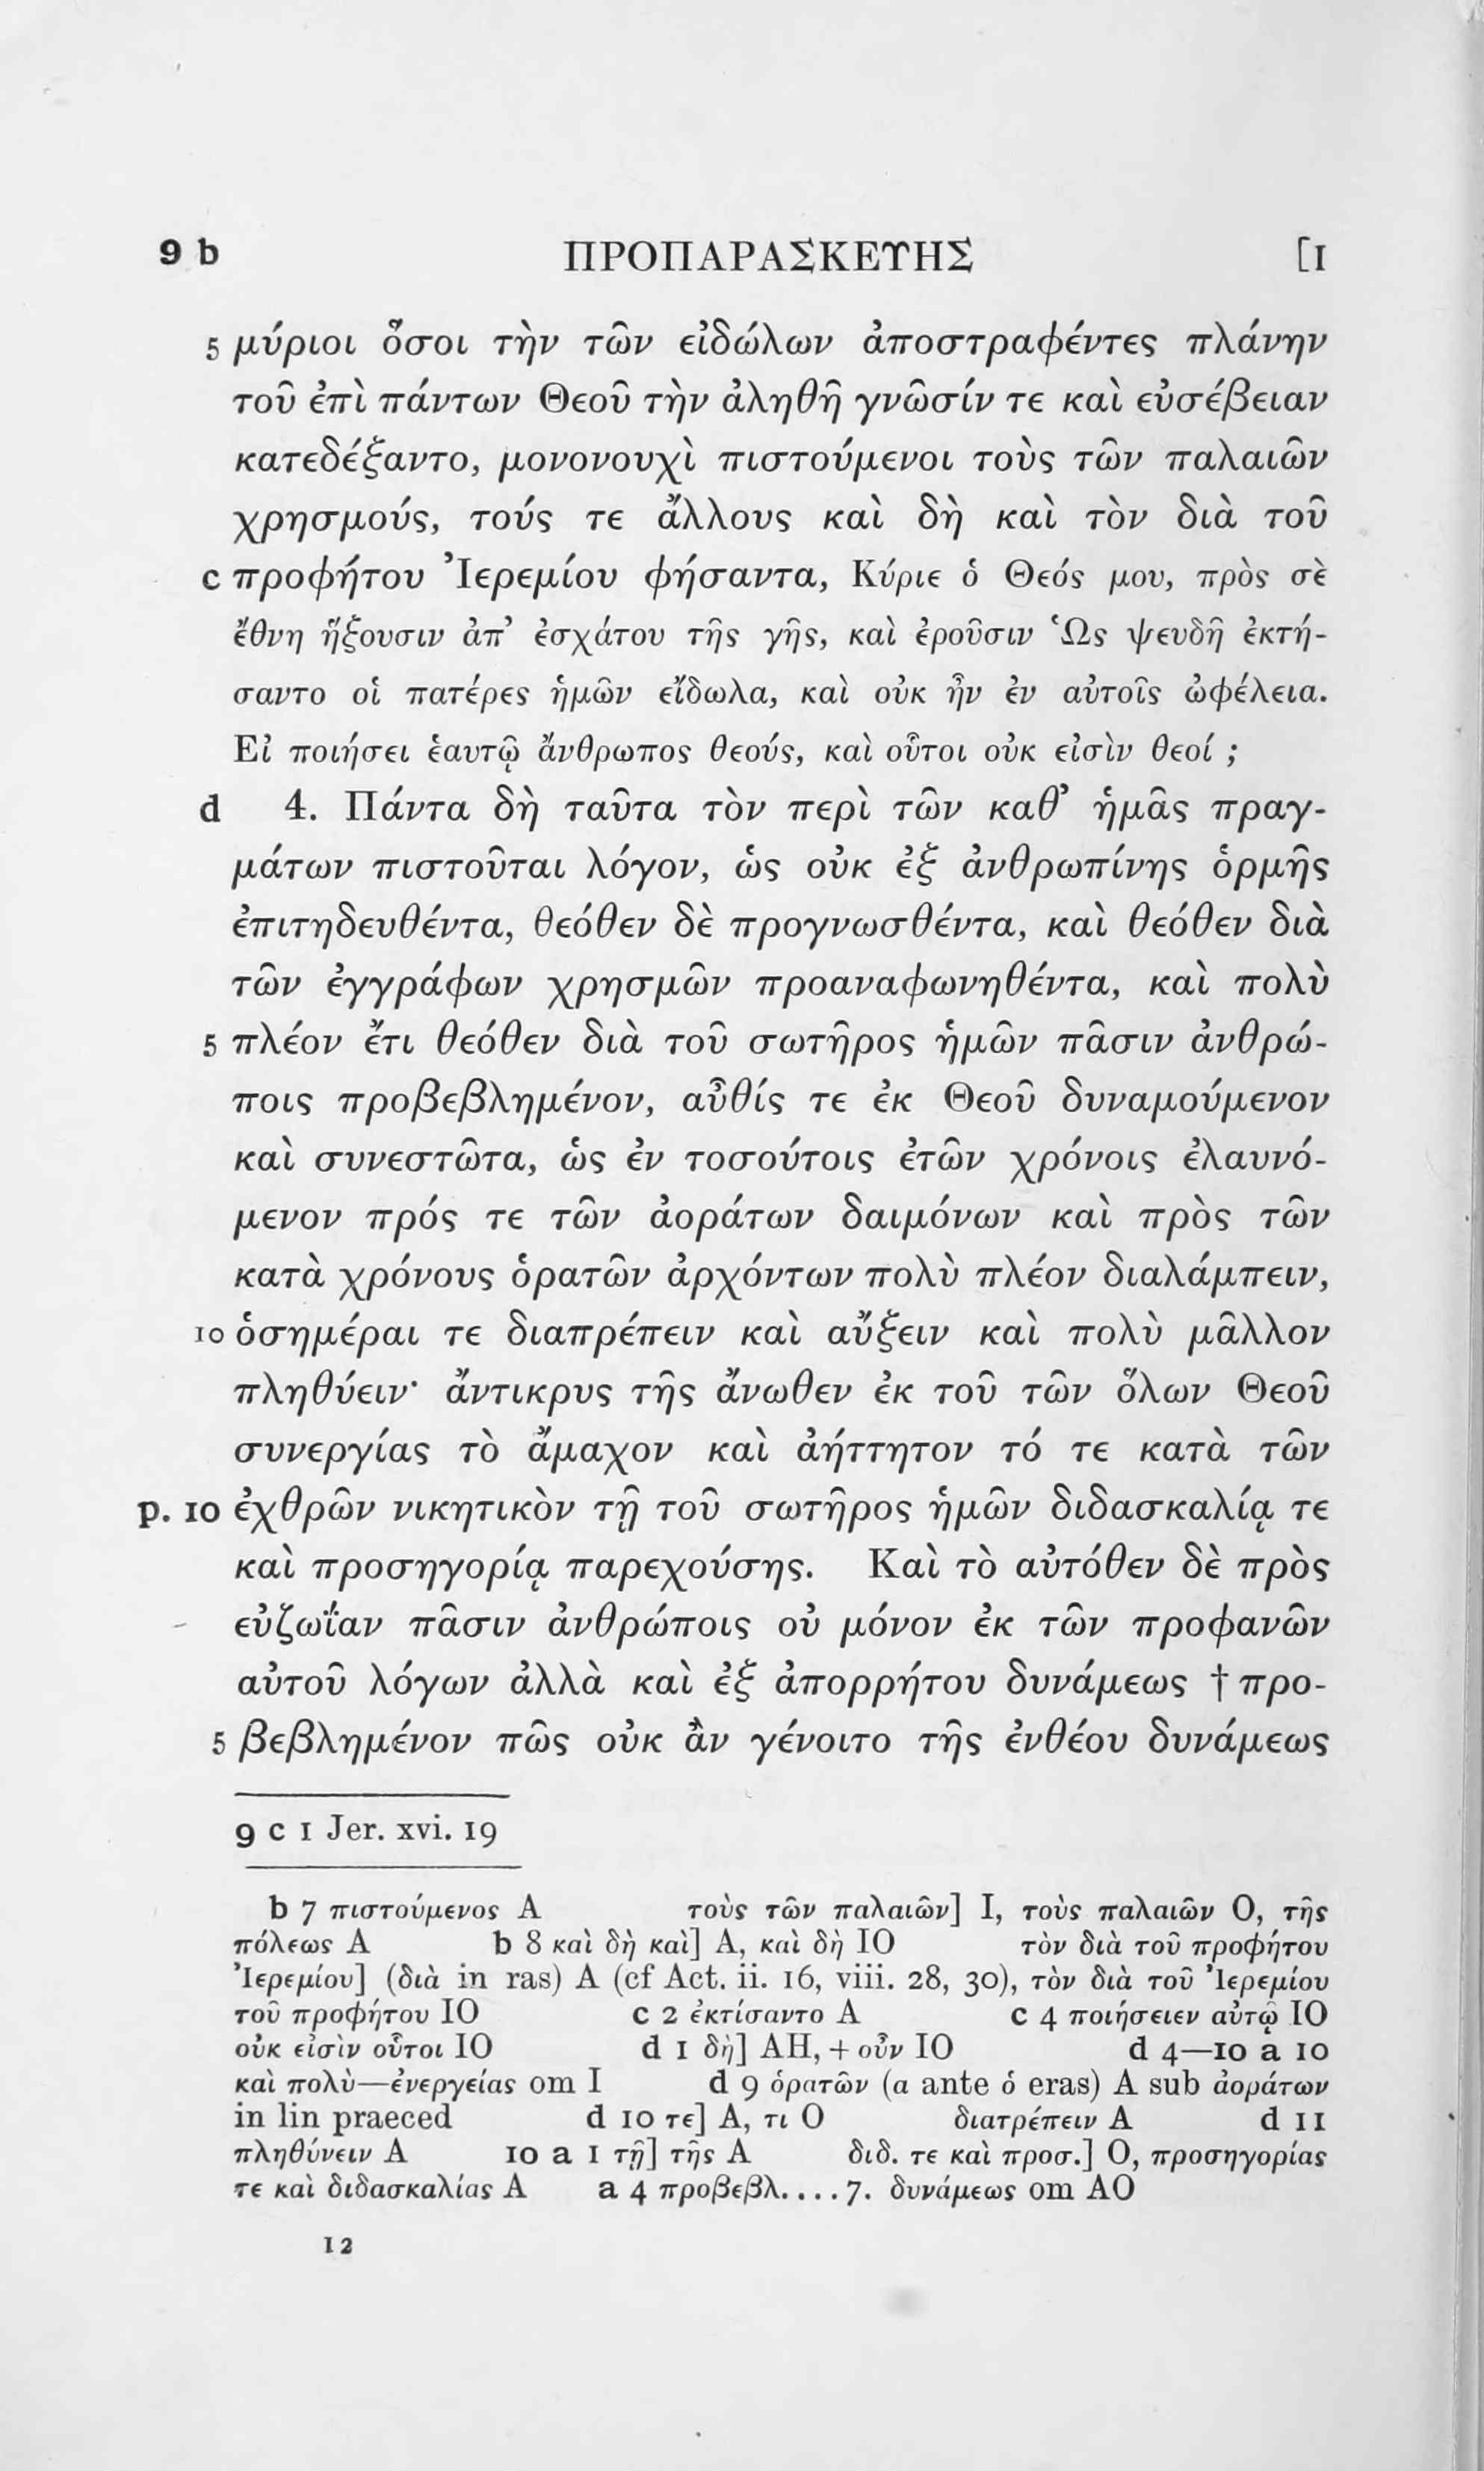 9 b ΠΡΟΠΑΡΑΣΚΕΥΗΣ [I
5 μύριοι ὅσοι τὴν τῶν εἰδώλων ἀποστραφέντες πλάνην
τοῦ ἐπὶ πάντων Θεοῦ τὴν ἀληθῆ γνῶσίν τε καὶ εὐσέβειαν
κατεδέξαντο, μονονουχὶ πιστούμενοι τοὺς τῶν παλαιῶν
χρησμούς, τούς τε ἄλλους καὶ δὴ καὶ τὸν διὰ τοῦ
c προφήτου Ἱερεμίου φήσαντα, Κύριε ὁ Θεός μου, πρὸς σὲ
ἔθνη ἥξουσιν ἀπ’ ἐσχάτου τῆς γῆς, καὶ ἐροῦσιν Ὡς ψευδῆ ἐκτή-
σαντο οἱ πατέρες ἡμῶν εἴδωλα, καὶ οὐκ ἦν ἐν αὐτοῖς ὠφέλεια.
Εἰ ποιήσει ἑαυτῷ ἄνθρωπος θεούς, καὶ οὗτοι οὐκ εἰσὶν θεοί ;
d 4. Πάντα δὴ ταῦτα τὸν περὶ τῶν καθ’ ἡμᾶς πραγ-
μάτων πιστοῦται λόγον, ὡς οὐκ ἐξ ἀνθρωπίνης ὁρμῆς
ἐπιτηδευθέντα, θεόθεν δὲ προγνωσθέντα, καὶ θεόθεν διὰ
τῶν ἐγγράφων χρησμῶν προαναφωνηθέντα, καὶ πολὺ
5 πλέον ἔτι θεόθεν διὰ τοῦ σωτῆρος ἡμῶν πᾶσιν ἀνθρώ-
ποις προβεβλημένον, αὖθίς τε ἐκ Θεοῦ δυναμούμενον
καὶ συνεστῶτα, ὡς ἐν τοσούτοις ἐτῶν χρόνοις ἐλαυνό-
μενον πρός τε τῶν ἀοράτων δαιμόνων καὶ πρὸς τῶν
κατὰ χρόνους ὁρατῶν ἀρχόντων πολὺ πλέον διαλάμπειν,
10 ὁσημέραι τε διαπρέπειν καὶ αὔξειν καὶ πολὺ μᾶλλον
πληθύειν· ἄντικρυς τῆς ἄνωθεν ἐκ τοῦ τῶν ὅλων Θεοῦ
συνεργίας τὸ ἄμαχον καὶ ἀήττητον τό τε κατὰ τῶν
p. 10 ἐχθρῶν νικητικὸν τῇ τοῦ σωτῆρος ἡμῶν διδασκαλίᾳ τε
καὶ προσηγορίᾳ παρεχούσης. Καὶ τὸ αὐτόθεν δὲ πρὸς
εὐζωΐαν πᾶσιν ἀνθρώποις οὐ μόνον ἐκ τῶν προφανῶν
αὐτοῦ λόγων ἀλλὰ καὶ ἐξ ἀπορρήτου δυνάμεως † προ-
5 βεβλημένον πῶς οὐκ ἂν γένοιτο τῆς ἐνθέου δυνάμεως
9 c 1 Jer. xvi. 19
b 7 πιστούμενος A τοὺς τῶν παλαιῶν] I, τοὺς παλαιῶν O, τῆς
πόλεως A b 8 καὶ δὴ καὶ] A, καὶ δὴ IO τὸν διὰ τοῦ προφήτου
Ἱερεμίου] (διὰ in ras) A (cf Act. ii. 16, viii. 28, 30), τὸν διὰ τοῦ Ἱερεμίου
τοῦ προφήτου IO c 2 ἐκτίσαντο A c 4 ποιήσειεν αὐτῷ IO
οὐκ εἰσὶν οὗτοι IO d 1 δὴ] AH, + οὖν IO d 4—10 a 10
καὶ πολὺ—ἐνεργείας om I d 9 ὁρατῶν (α ante ὁ eras) A sub ἀοράτων
in lin praeced d 10 τε] A, τι O διατρέπειν A d 11
πληθύνειν A 10 a 1 τῇ] τῆς A διδ. τε καὶ προσ.] O, προσηγορίας
τε καὶ διδασκαλίας A a 4 προβεβλ. . . . 7. δυνάμεως om AO
12